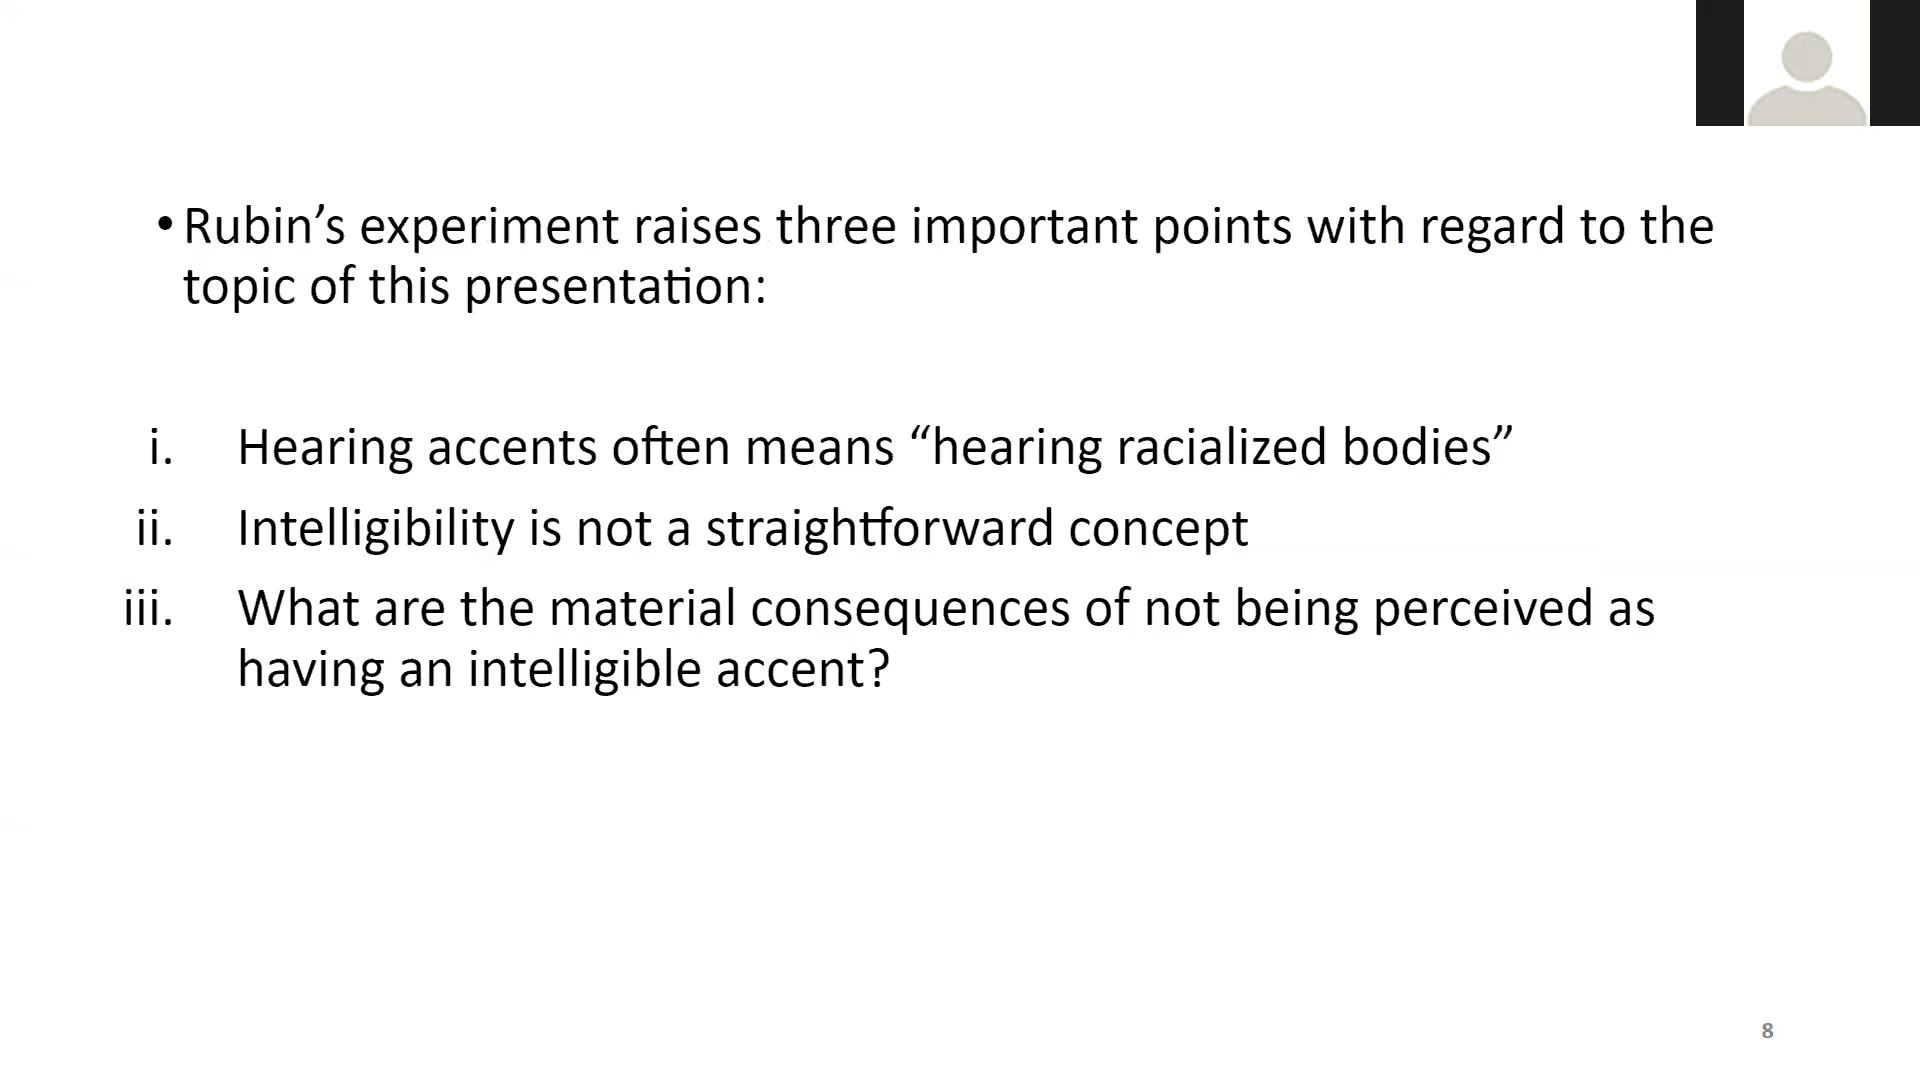 • Rubin’s experiment raises three important points with regard to the
topic of this presentation:
i. Hearing accents often means “hearing racialized bodies”
ii. Intelligibility is not a straightforward concept
iii. What are the material consequences of not being perceived as
having an intelligible accent?
8